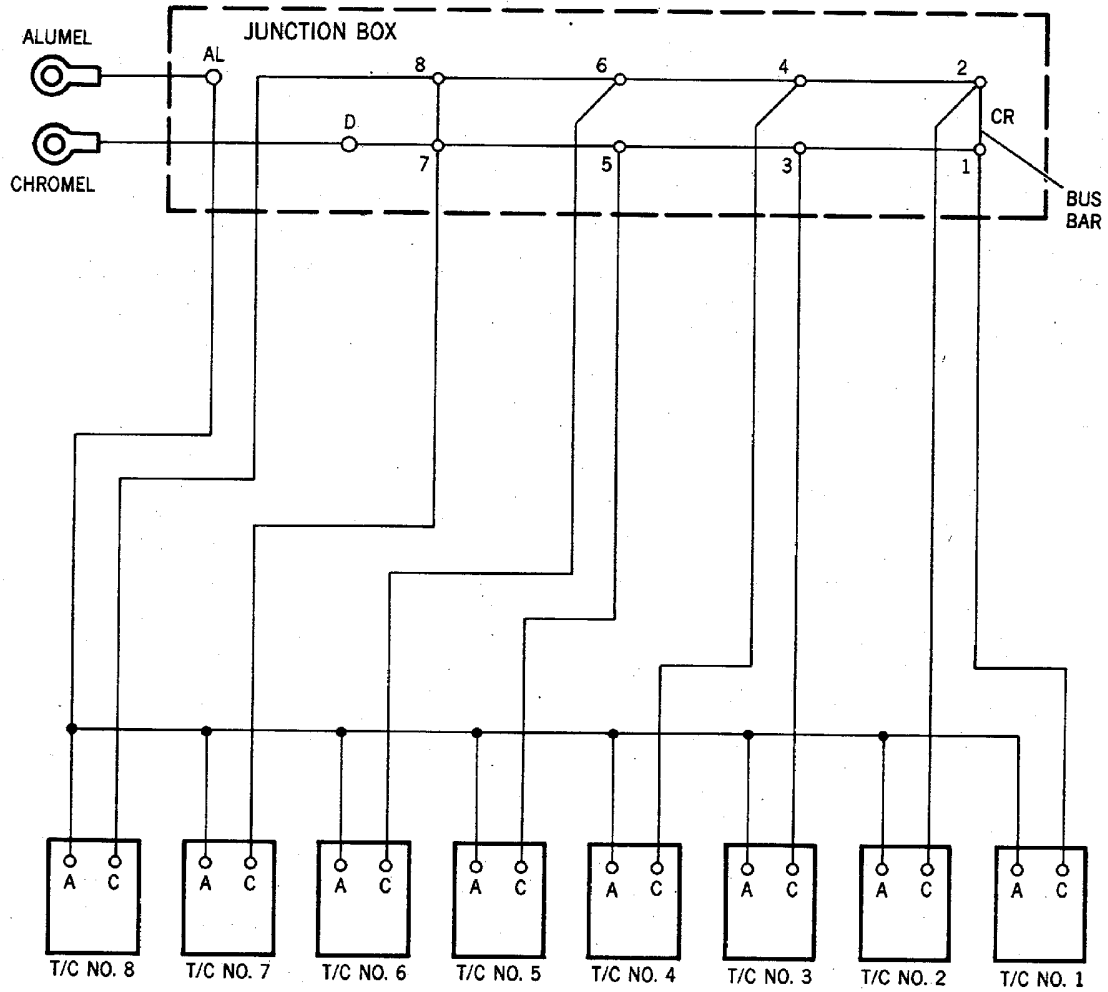 JUNCTION BOX
ALUMEL
AL
8
6
4
2
CR
CHROMEL
D
7
5
3
1
BUS
BAR
A C
A C
A C
A C
A C
A C
A C
A C
T/C NO. 8
T/C NO. 7
T/C NO. 6
T/C NO. 5
T/C NO. 4
T/C NO. 3
T/C NO. 2
T/C NO. 1